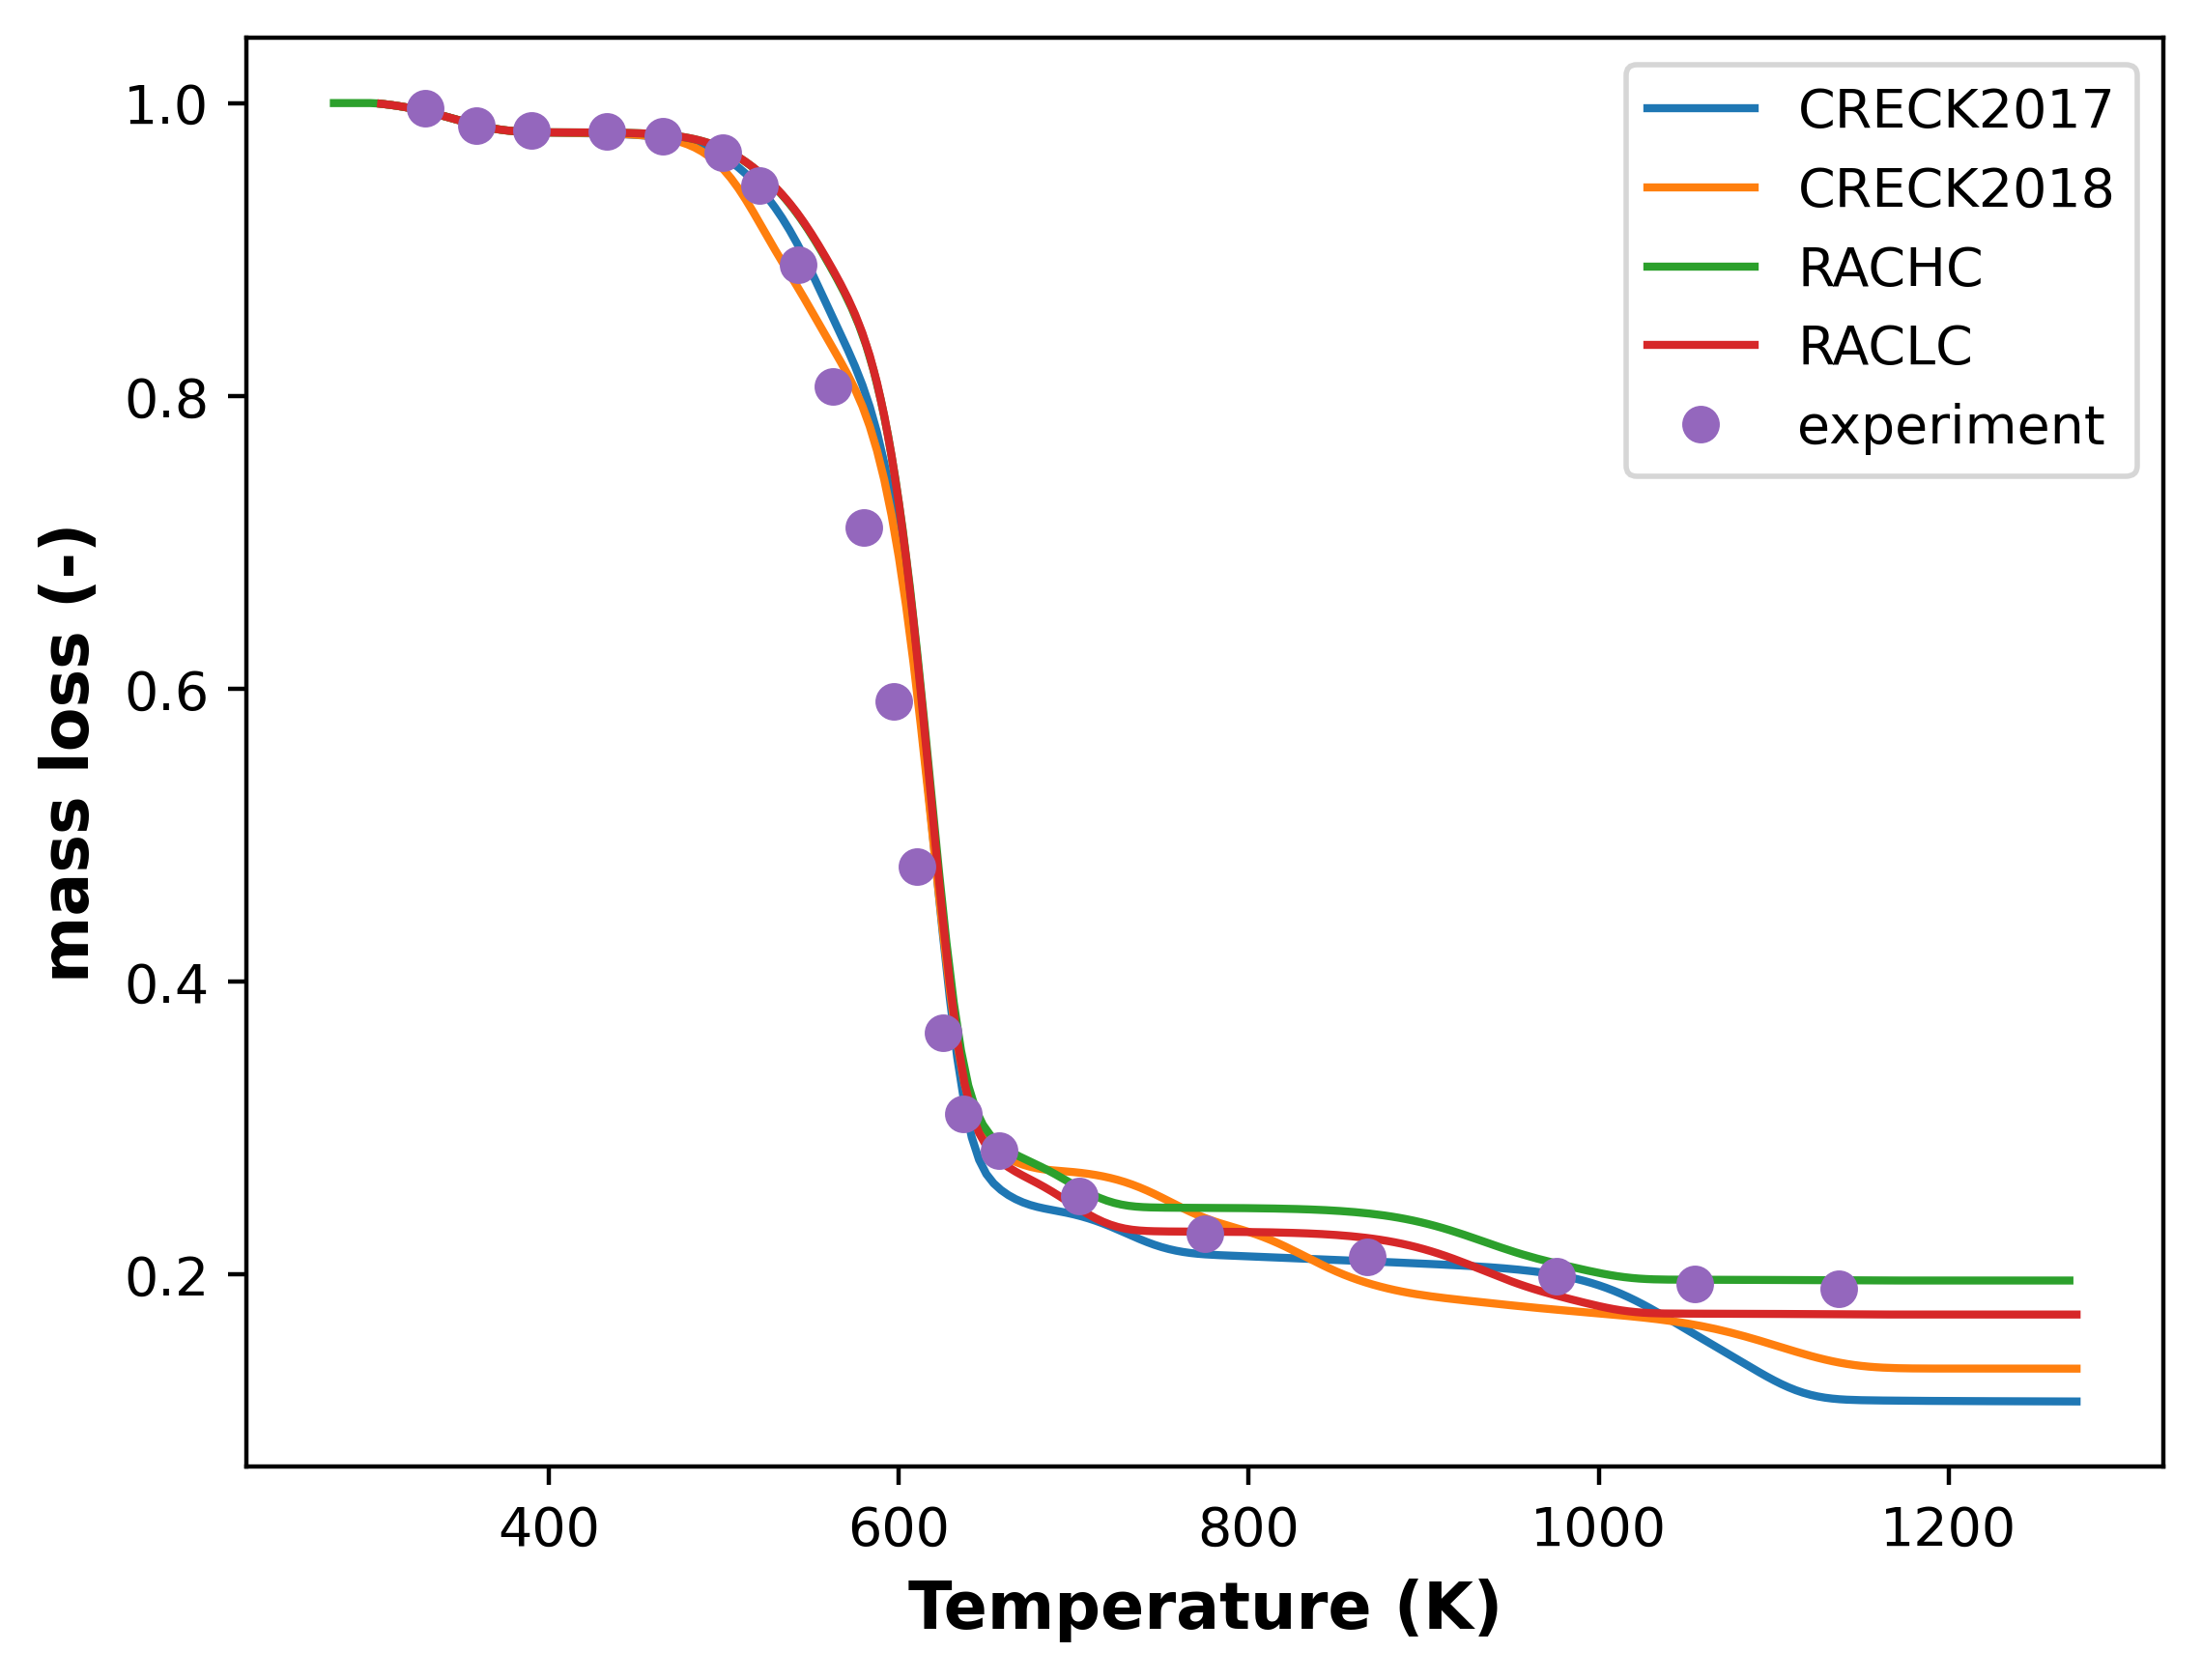 CRECK2017
CRECK2018
RACHC
RACLC
experiment
1.0
0.8
0.6
0.4
0.2
mass loss (-)
400 600 800 1000 1200
Temperature (K)